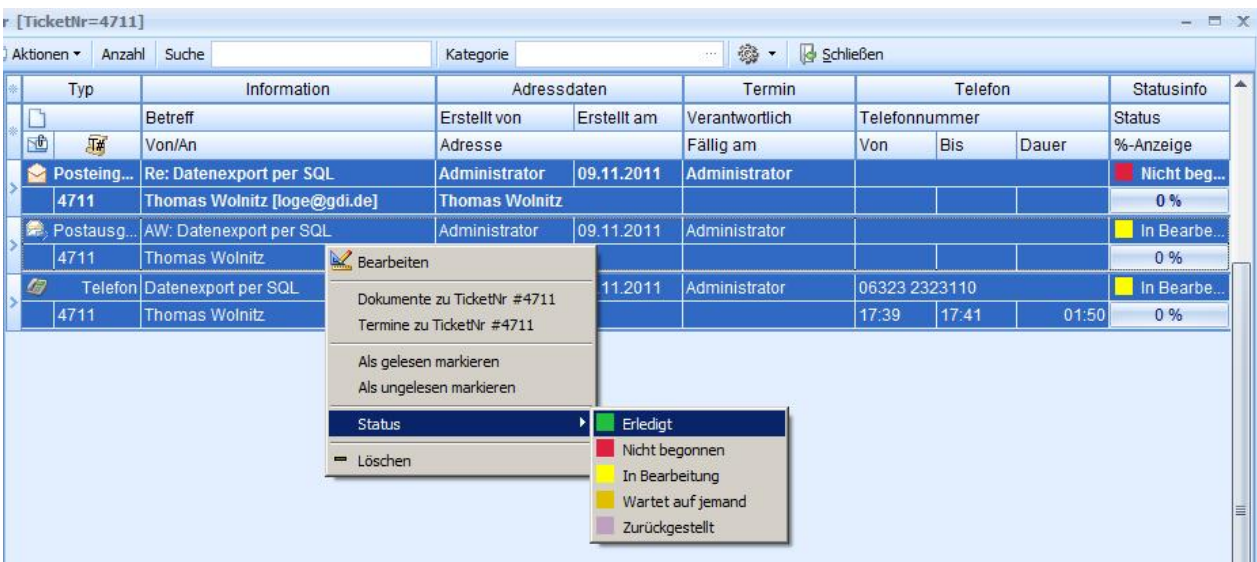 r [TicketNr=4711]
Aktionen Anzahl Suche Kategorie ... Schließen
Typ Information Adressdaten Termin Telefon Statusinfo
Betreff Erstellt von Erstellt am Verantwortlich Telefonnummer Status
T# Von/An Adresse Fällig am Von Bis Dauer %-Anzeige
Posteing... Re: Datenexport per SQL Administrator 09.11.2011 Administrator Nicht beg...
4711 Thomas Wolnitz [loge@gdi.de] Thomas Wolnitz 0 %
Postausg... AW: Datenexport per SQL Administrator 09.11.2011 Administrator In Bearbe...
4711 Thomas Wolnitz 0 %
Telefon Datenexport per SQL .11.2011 Administrator 06323 2323110 In Bearbe...
4711 Thomas Wolnitz 17:39 17:41 01:50 0 %
Bearbeiten
Dokumente zu TicketNr #4711
Termine zu TicketNr #4711
Als gelesen markieren
Als ungelesen markieren
Status
Löschen
Erledigt
Nicht begonnen
In Bearbeitung
Wartet auf jemand
Zurückgestellt